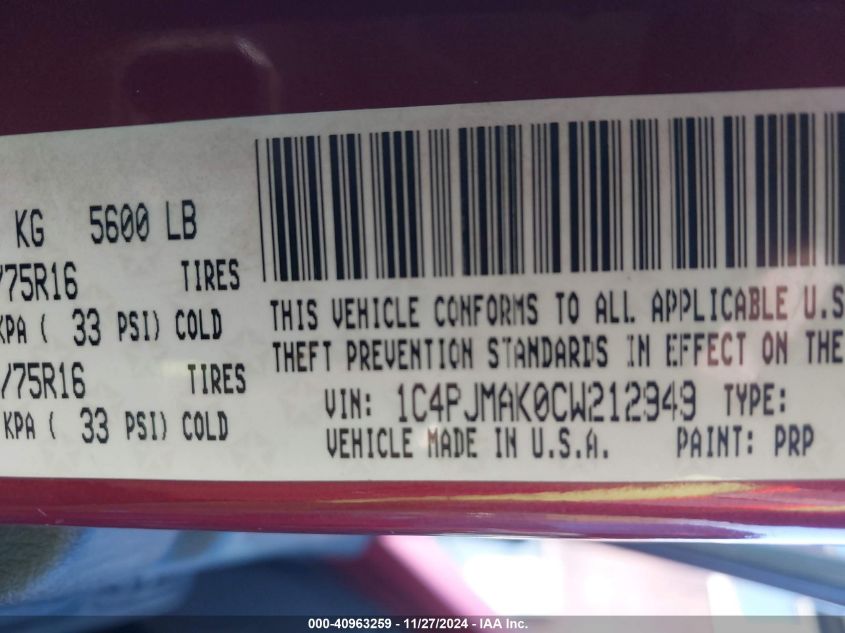 KG 5600 LB
/75R16 TIRES
KPA ( 33 PSI) COLD
/75R16 TIRES
KPA ( 33 PSI) COLD
THIS VEHICLE CONFORMS TO ALL APPLICABLE U.S
THEFT PREVENTION STANDARDS IN EFFECT ON THE
VIN: 1C4PJMAK0CW212949 TYPE:
VEHICLE MADE IN U.S.A. PAINT: PRP
000-40963259 - 11/27/2024 - IAA Inc.